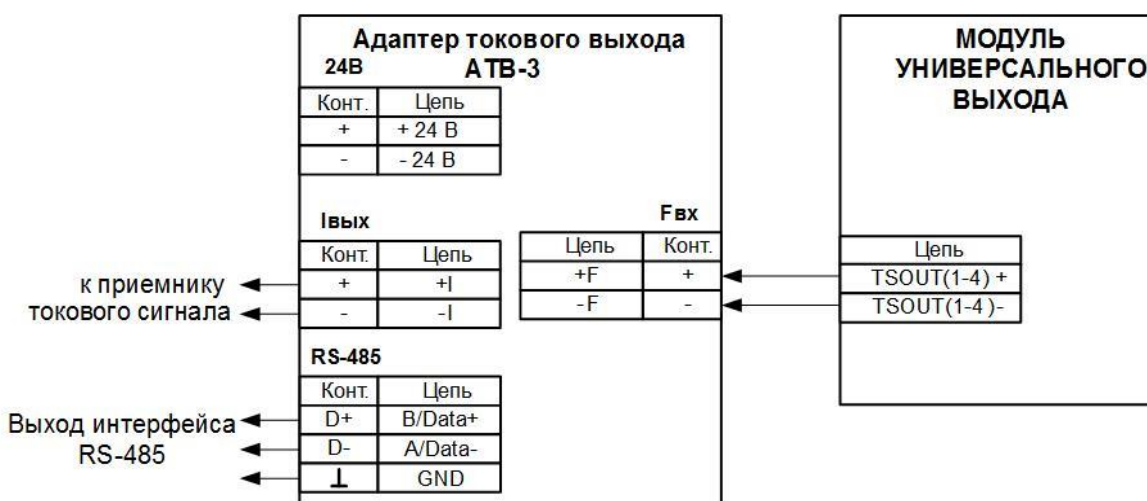 Адаптер токового выхода
АТВ-3
24В
Конт. Цепь
+ + 24 В
- - 24 В
Iвых
Конт. Цепь
+ +I
- -I
к приемнику
токового сигнала
RS-485
Конт. Цепь
D+ B/Data+
D- A/Data-
⊥ GND
Выход интерфейса
RS-485
Fвх
Цепь Конт.
+F +
-F -
МОДУЛЬ
УНИВЕРСАЛЬНОГО
ВЫХОДА
Цепь
TSOUT(1-4) +
TSOUT(1-4 )-